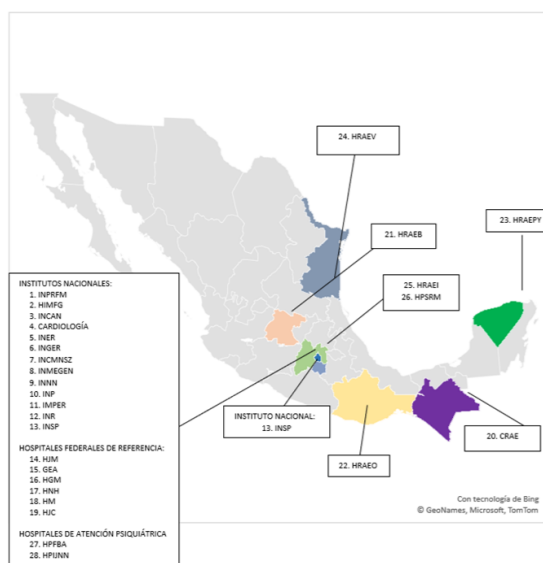 24. HRAEV
23. HRAEPY
21. HRAEB
25. HRAEI
26. HPSRM
INSTITUTOS NACIONALES:
1. INPRFM
2. HIMFG
3. INCAN
4. CARDIOLOGÍA
5. INER
6. INGER
7. INCMNSZ
8. INMEGEN
9. INNN
10. INP
11. IMPER
12. INR
13. INSP
HOSPITALES FEDERALES DE REFERENCIA:
14. HJM
15. GEA
16. HGM
17. HNH
18. HM
19. HJC
HOSPITALES DE ATENCIÓN PSIQUIÁTRICA
27. HPFBA
28. HPIJNN
INSTITUTO NACIONAL:
13. INSP
22. HRAEO
20. CRAE
Con tecnología de Bing
© GeoNames, Microsoft, TomTom